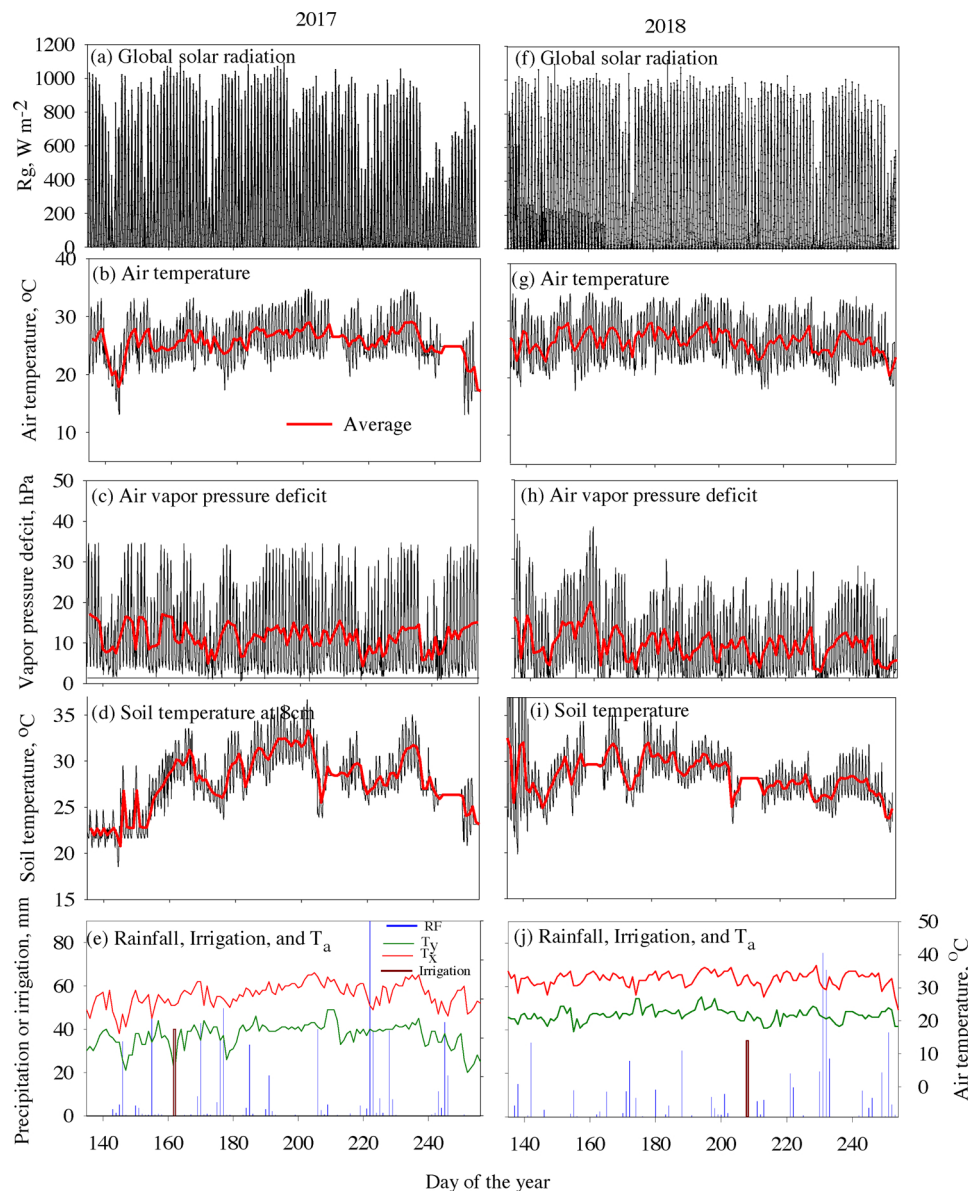 2017
2018
(a) Global solar radiation
(f) Global solar radiation
Rg, W m-2
1200
1000
800
600
400
200
0
(b) Air temperature
(g) Air temperature
Air temperature, oC
40
30
20
10
Average
(c) Air vapor pressure deficit
(h) Air vapor pressure deficit
Vapor pressure defcit, hPa
50
40
30
20
10
0
(d) Soil temperature at 8cm
(i) Soil temperature
Soil temperature, oC
35
30
25
20
15
(e) Rainfall, Irrigation, and Ta
(j) Rainfall, Irrigation, and Ta
RF
Ty
Tx
Irrigation
Precipitation or irrigation, mm
80
60
40
20
0
50
40
30
20
10
0
Air temperature, OC
140 160 180 200 220 240
140 160 180 200 220 240
Day of the year